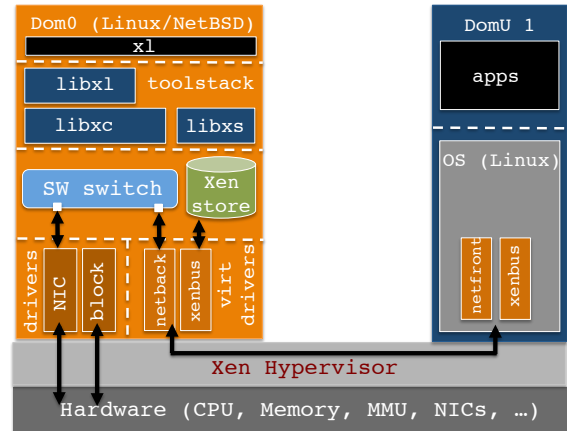 Dom0 (Linux/NetBSD)
xl
libxl
toolstack
libxc
libxs
SW switch
Xen
store
drivers
NIC
block
netback
xenbus
virt
drivers
DomU 1
apps
OS (Linux)
netfront
xenbus
Xen Hypervisor
Hardware (CPU, Memory, MMU, NICs, …)